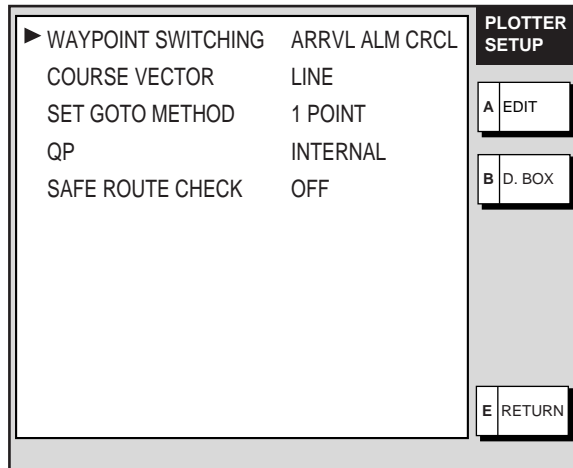 PLOTTER
SETUP
WAYPOINT SWITCHING ARRVL ALM CRCL
COURSE VECTOR LINE
SET GOTO METHOD 1 POINT
QP INTERNAL
SAFE ROUTE CHECK OFF
A EDIT
B D. BOX
E RETURN